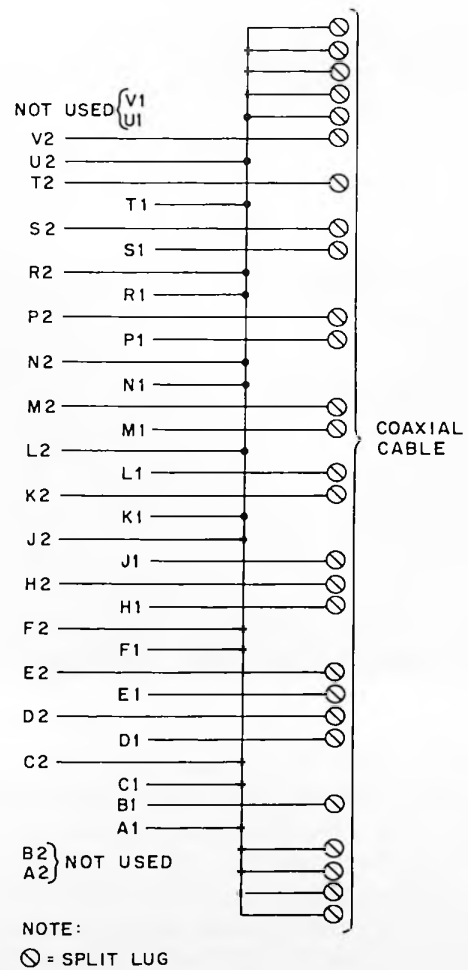 NOT USED { V1
U1
V2
U2
T2
T1
S2
S1
R2
R1
P2
P1
N2
N1
M2
M1
COAXIAL
CABLE
L2
L1
K2
K1
J2
J1
H2
H1
F2
F1
E2
E1
D2
D1
C2
C1
B1
A1
B2
A2 } NOT USED
NOTE:
= SPLIT LUG